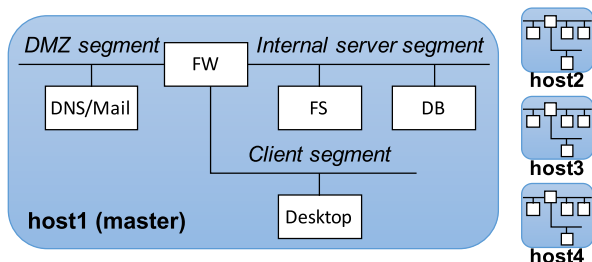 DMZ segment
FW
Internal server segment
DNS/Mail
FS
DB
Client segment
Desktop
host1 (master)
host2
host3
host4